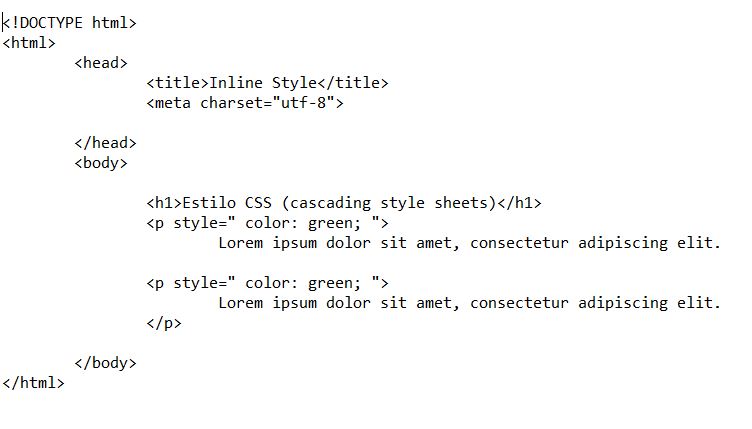 <!DOCTYPE html>
<html>
<head>
<title>Inline Style</title>
<meta charset="utf-8">
</head>
<body>
<h1>Estilo CSS (cascading style sheets)</h1>
<p style=" color: green; ">
Lorem ipsum dolor sit amet, consectetur adipiscing elit.
<p style=" color: green; ">
Lorem ipsum dolor sit amet, consectetur adipiscing elit.
</p>
</body>
</html>